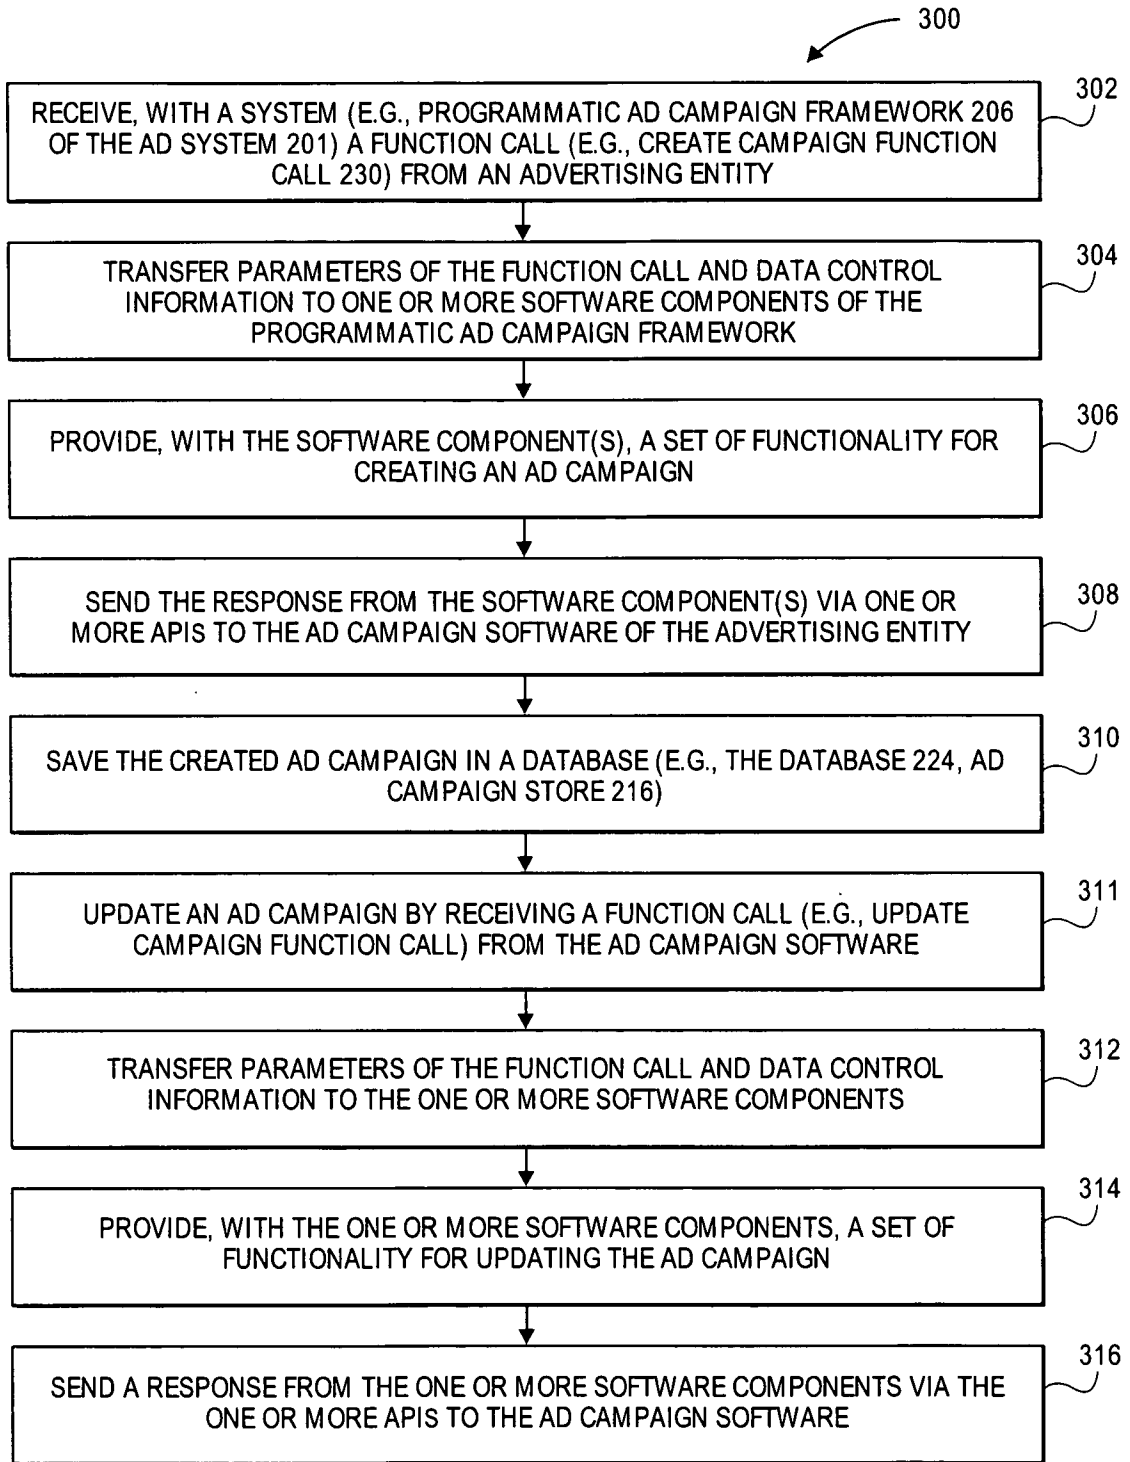 300
302
RECEIVE, WITH A SYSTEM (E.G., PROGRAMMATIC AD CAMPAIGN FRAMEWORK 206
OF THE AD SYSTEM 201) A FUNCTION CALL (E.G., CREATE CAMPAIGN FUNCTION
CALL 230) FROM AN ADVERTISING ENTITY
304
TRANSFER PARAMETERS OF THE FUNCTION CALL AND DATA CONTROL
INFORMATION TO ONE OR MORE SOFTWARE COMPONENTS OF THE
PROGRAMMATIC AD CAMPAIGN FRAMEWORK
306
PROVIDE, WITH THE SOFTWARE COMPONENT(S), A SET OF FUNCTIONALITY FOR
CREATING AN AD CAMPAIGN
308
SEND THE RESPONSE FROM THE SOFTWARE COMPONENT(S) VIA ONE OR
MORE APIs TO THE AD CAMPAIGN SOFTWARE OF THE ADVERTISING ENTITY
310
SAVE THE CREATED AD CAMPAIGN IN A DATABASE (E.G., THE DATABASE 224, AD
CAMPAIGN STORE 216)
311
UPDATE AN AD CAMPAIGN BY RECEIVING A FUNCTION CALL (E.G., UPDATE
CAMPAIGN FUNCTION CALL) FROM THE AD CAMPAIGN SOFTWARE
312
TRANSFER PARAMETERS OF THE FUNCTION CALL AND DATA CONTROL
INFORMATION TO THE ONE OR MORE SOFTWARE COMPONENTS
314
PROVIDE, WITH THE ONE OR MORE SOFTWARE COMPONENTS, A SET OF
FUNCTIONALITY FOR UPDATING THE AD CAMPAIGN
316
SEND A RESPONSE FROM THE ONE OR MORE SOFTWARE COMPONENTS VIA THE
ONE OR MORE APIs TO THE AD CAMPAIGN SOFTWARE